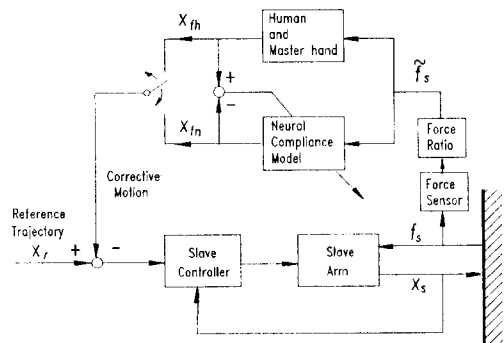 X_fh
Human
and
Master hand
f̃_s
+
−
X_fn
Neural
Compliance
Model
Force
Ratio
Force
Sensor
Corrective
Motion
Reference
Trajectory
X_r
+
−
Slave
Controller
Slave
Arm
f_s
X_s